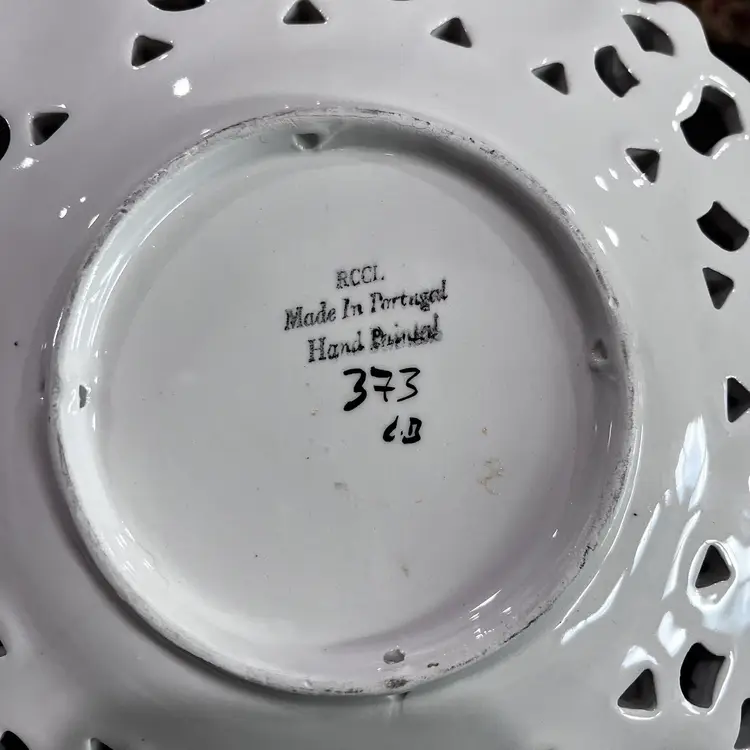 RCCL
Made In Portugal
Hand Painted
373
C.B